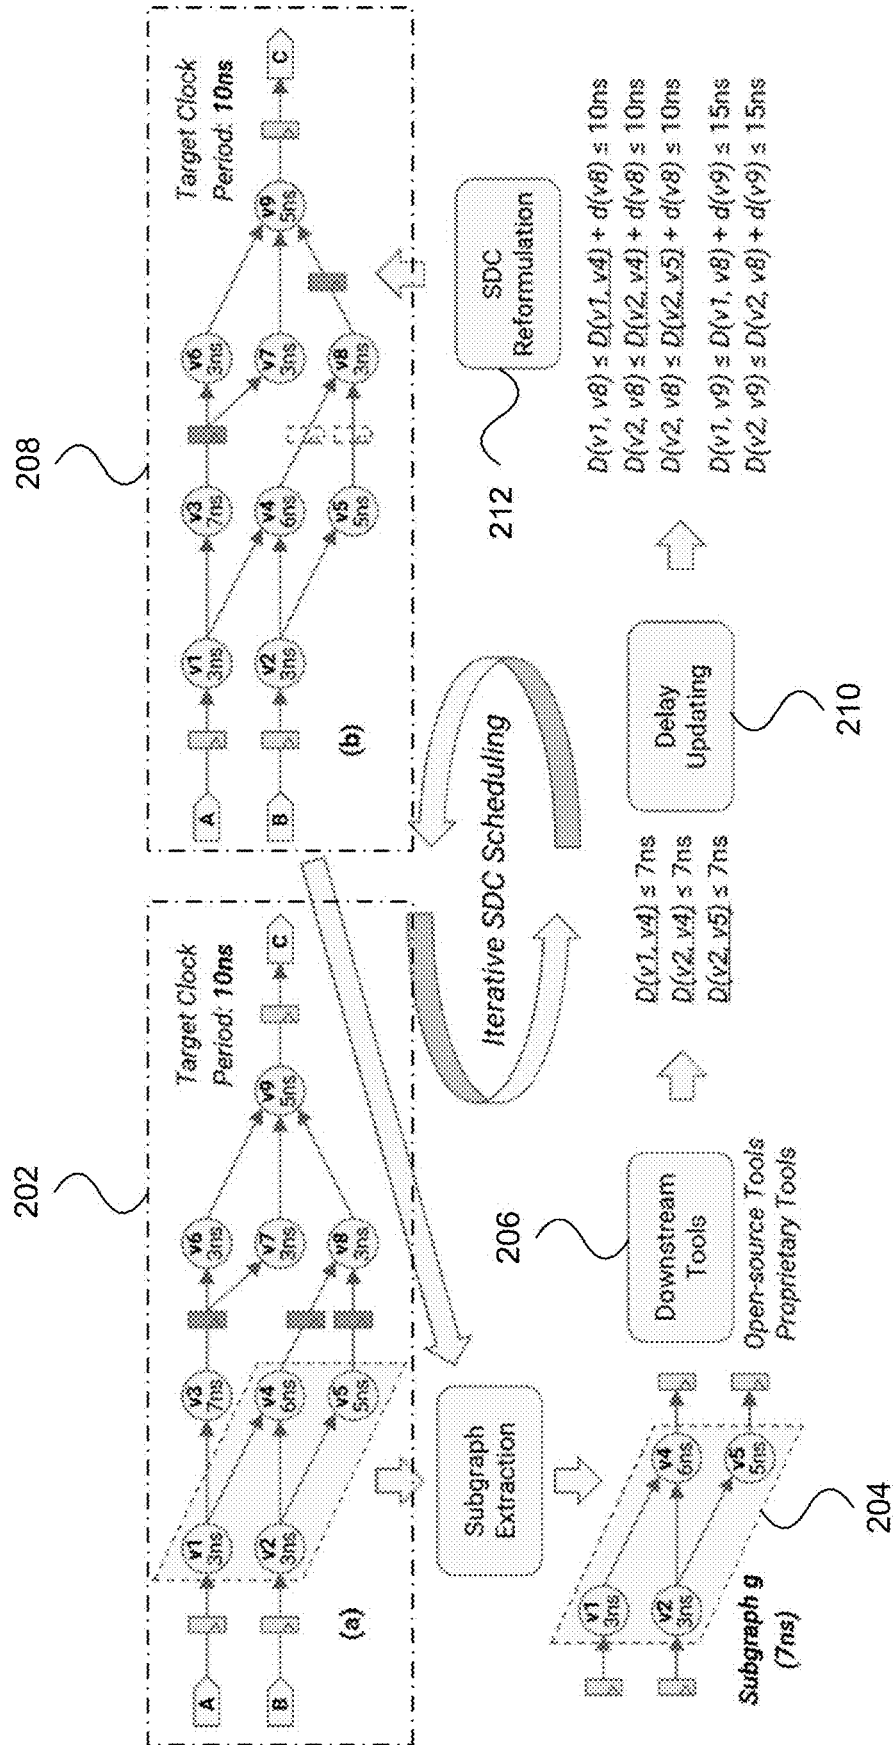 202
208
A
B
v1
3ns
v2
3ns
v3
7ns
v4
6ns
v5
5ns
v6
3ns
v7
3ns
v8
3ns
v9
5ns
C
Target Clock
Period: 10ns
(a)
A
B
v1
3ns
v2
3ns
v3
7ns
v4
6ns
v5
5ns
v6
3ns
v7
3ns
v8
3ns
v9
5ns
C
Target Clock
Period: 10ns
(b)
Subgraph
Extraction
Iterative SDC Scheduling
SDC
Reformulation
212
v1
3ns
v2
3ns
v4
6ns
v5
5ns
Subgraph g
(7ns)
204
206
Downstream
Tools
Open-source Tools
Proprietary Tools
D(v1, v4) ≤ 7ns
D(v2, v4) ≤ 7ns
D(v2, v5) ≤ 7ns
Delay
Updating
210
D(v1, v8) ≤ D(v1, v4) + d(v8) ≤ 10ns
D(v2, v8) ≤ D(v2, v4) + d(v8) ≤ 10ns
D(v2, v8) ≤ D(v2, v5) + d(v8) ≤ 10ns
D(v1, v9) ≤ D(v1, v8) + d(v9) ≤ 15ns
D(v2, v9) ≤ D(v2, v8) + d(v9) ≤ 15ns